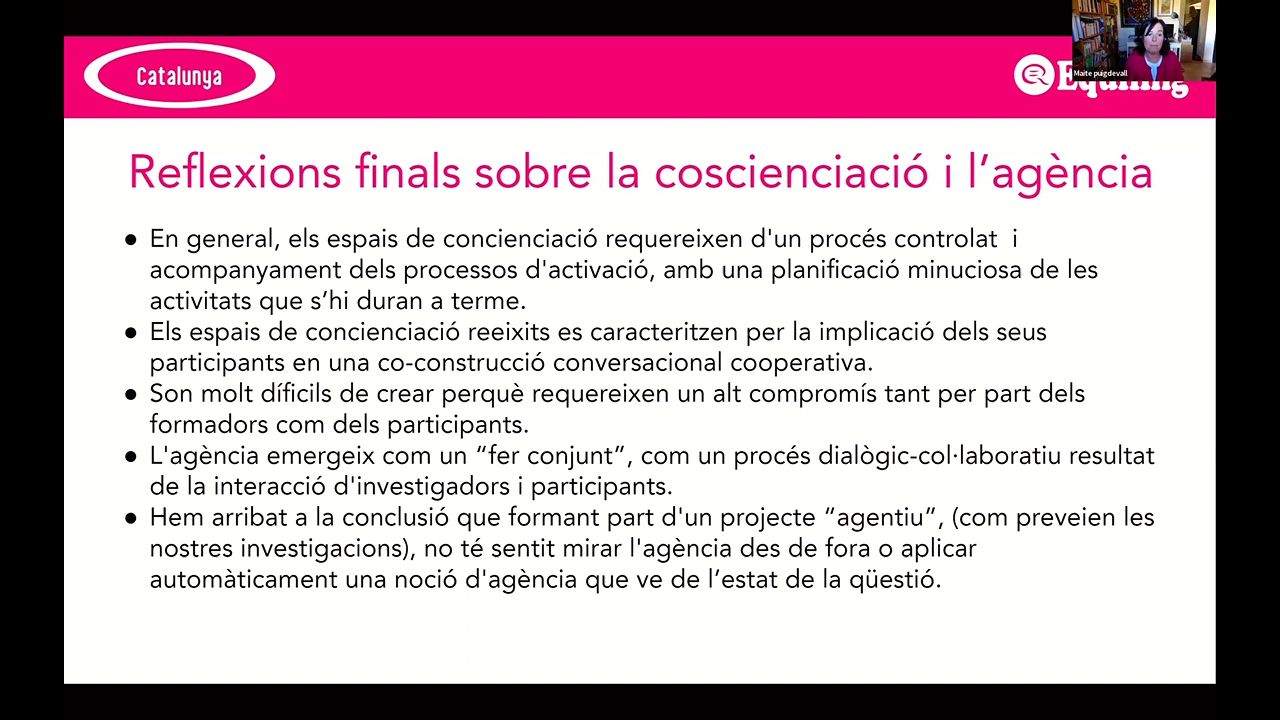 Catalunya
Maite puigdevall
Equiling
Reflexions finals sobre la coscienciació i l’agència
● En general, els espais de concienciació requereixen d'un procés controlat i
acompanyament dels processos d'activació, amb una planificació minuciosa de les
activitats que s’hi duran a terme.
● Els espais de concienciació reeixits es caracteritzen per la implicació dels seus
participants en una co-construcció conversacional cooperativa.
● Son molt díficils de crear perquè requereixen un alt compromís tant per part dels
formadors com dels participants.
● L'agència emergeix com un “fer conjunt”, com un procés dialògic-col·laboratiu resultat
de la interacció d'investigadors i participants.
● Hem arribat a la conclusió que formant part d'un projecte “agentiu”, (com preveien les
nostres investigacions), no té sentit mirar l'agència des de fora o aplicar
automàticament una noció d'agència que ve de l’estat de la qüestió.